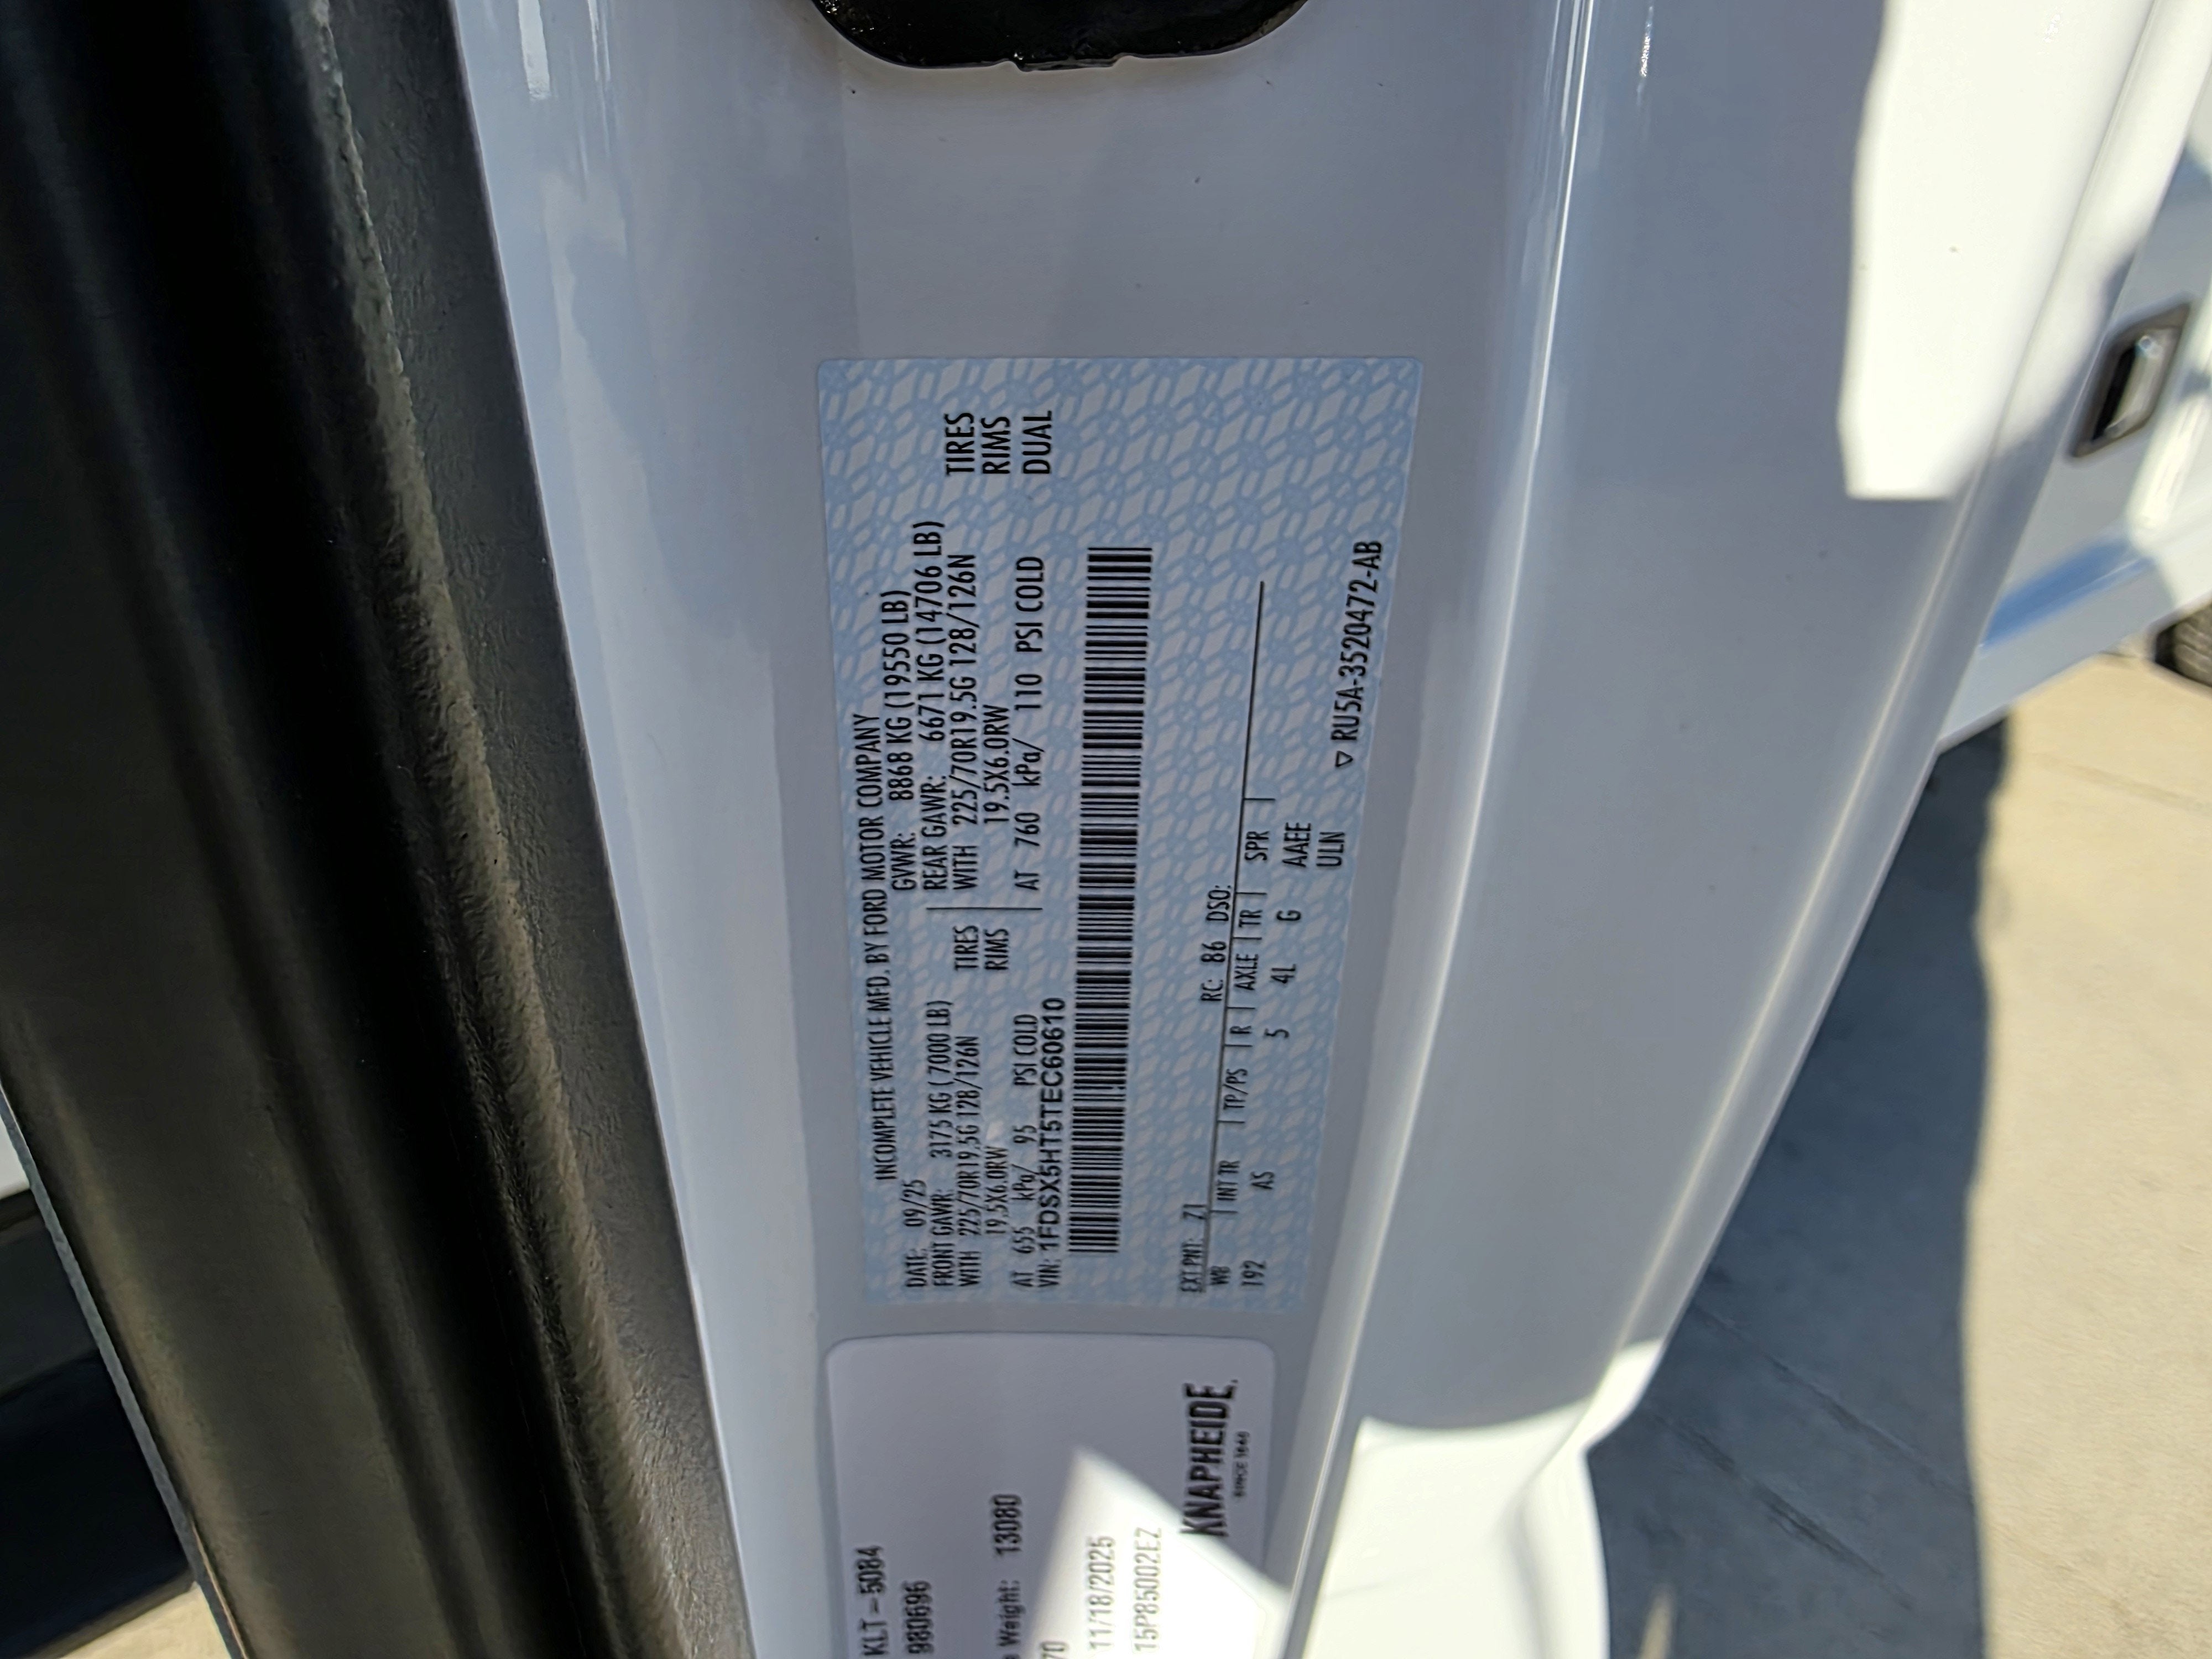 INCOMPLETE VEHICLE MFD. BY FORD MOTOR COMPANY
DATE: 09/25 GVWR: 8868 KG (19550 LB)
FRONT GAWR: 3175 KG (7000 LB) REAR GAWR: 6671 KG (14706 LB)
WITH 225/70R19.5G 128/126N TIRES WITH 225/70R19.5G 128/126N TIRES
19.5X6.0RW RIMS 19.5X6.0RW RIMS
AT 655 kPa/ 95 PSI COLD AT 760 kPa/ 110 PSI COLD DUAL
VIN: 1FDSX5HT5TEC60610
EXT PNT: Z1 RC: 86 DSO:
WB | INT TR | TP/PS | R | AXLE | TR | SPR |
192 AS 5 4L G AAEE
ULN
▽ RU5A-3520472-AB
KLT-5084
980696
Weight: 13080
70
11/18/2025
15P85002EZ
KNAPHEIDE
SINCE 1848